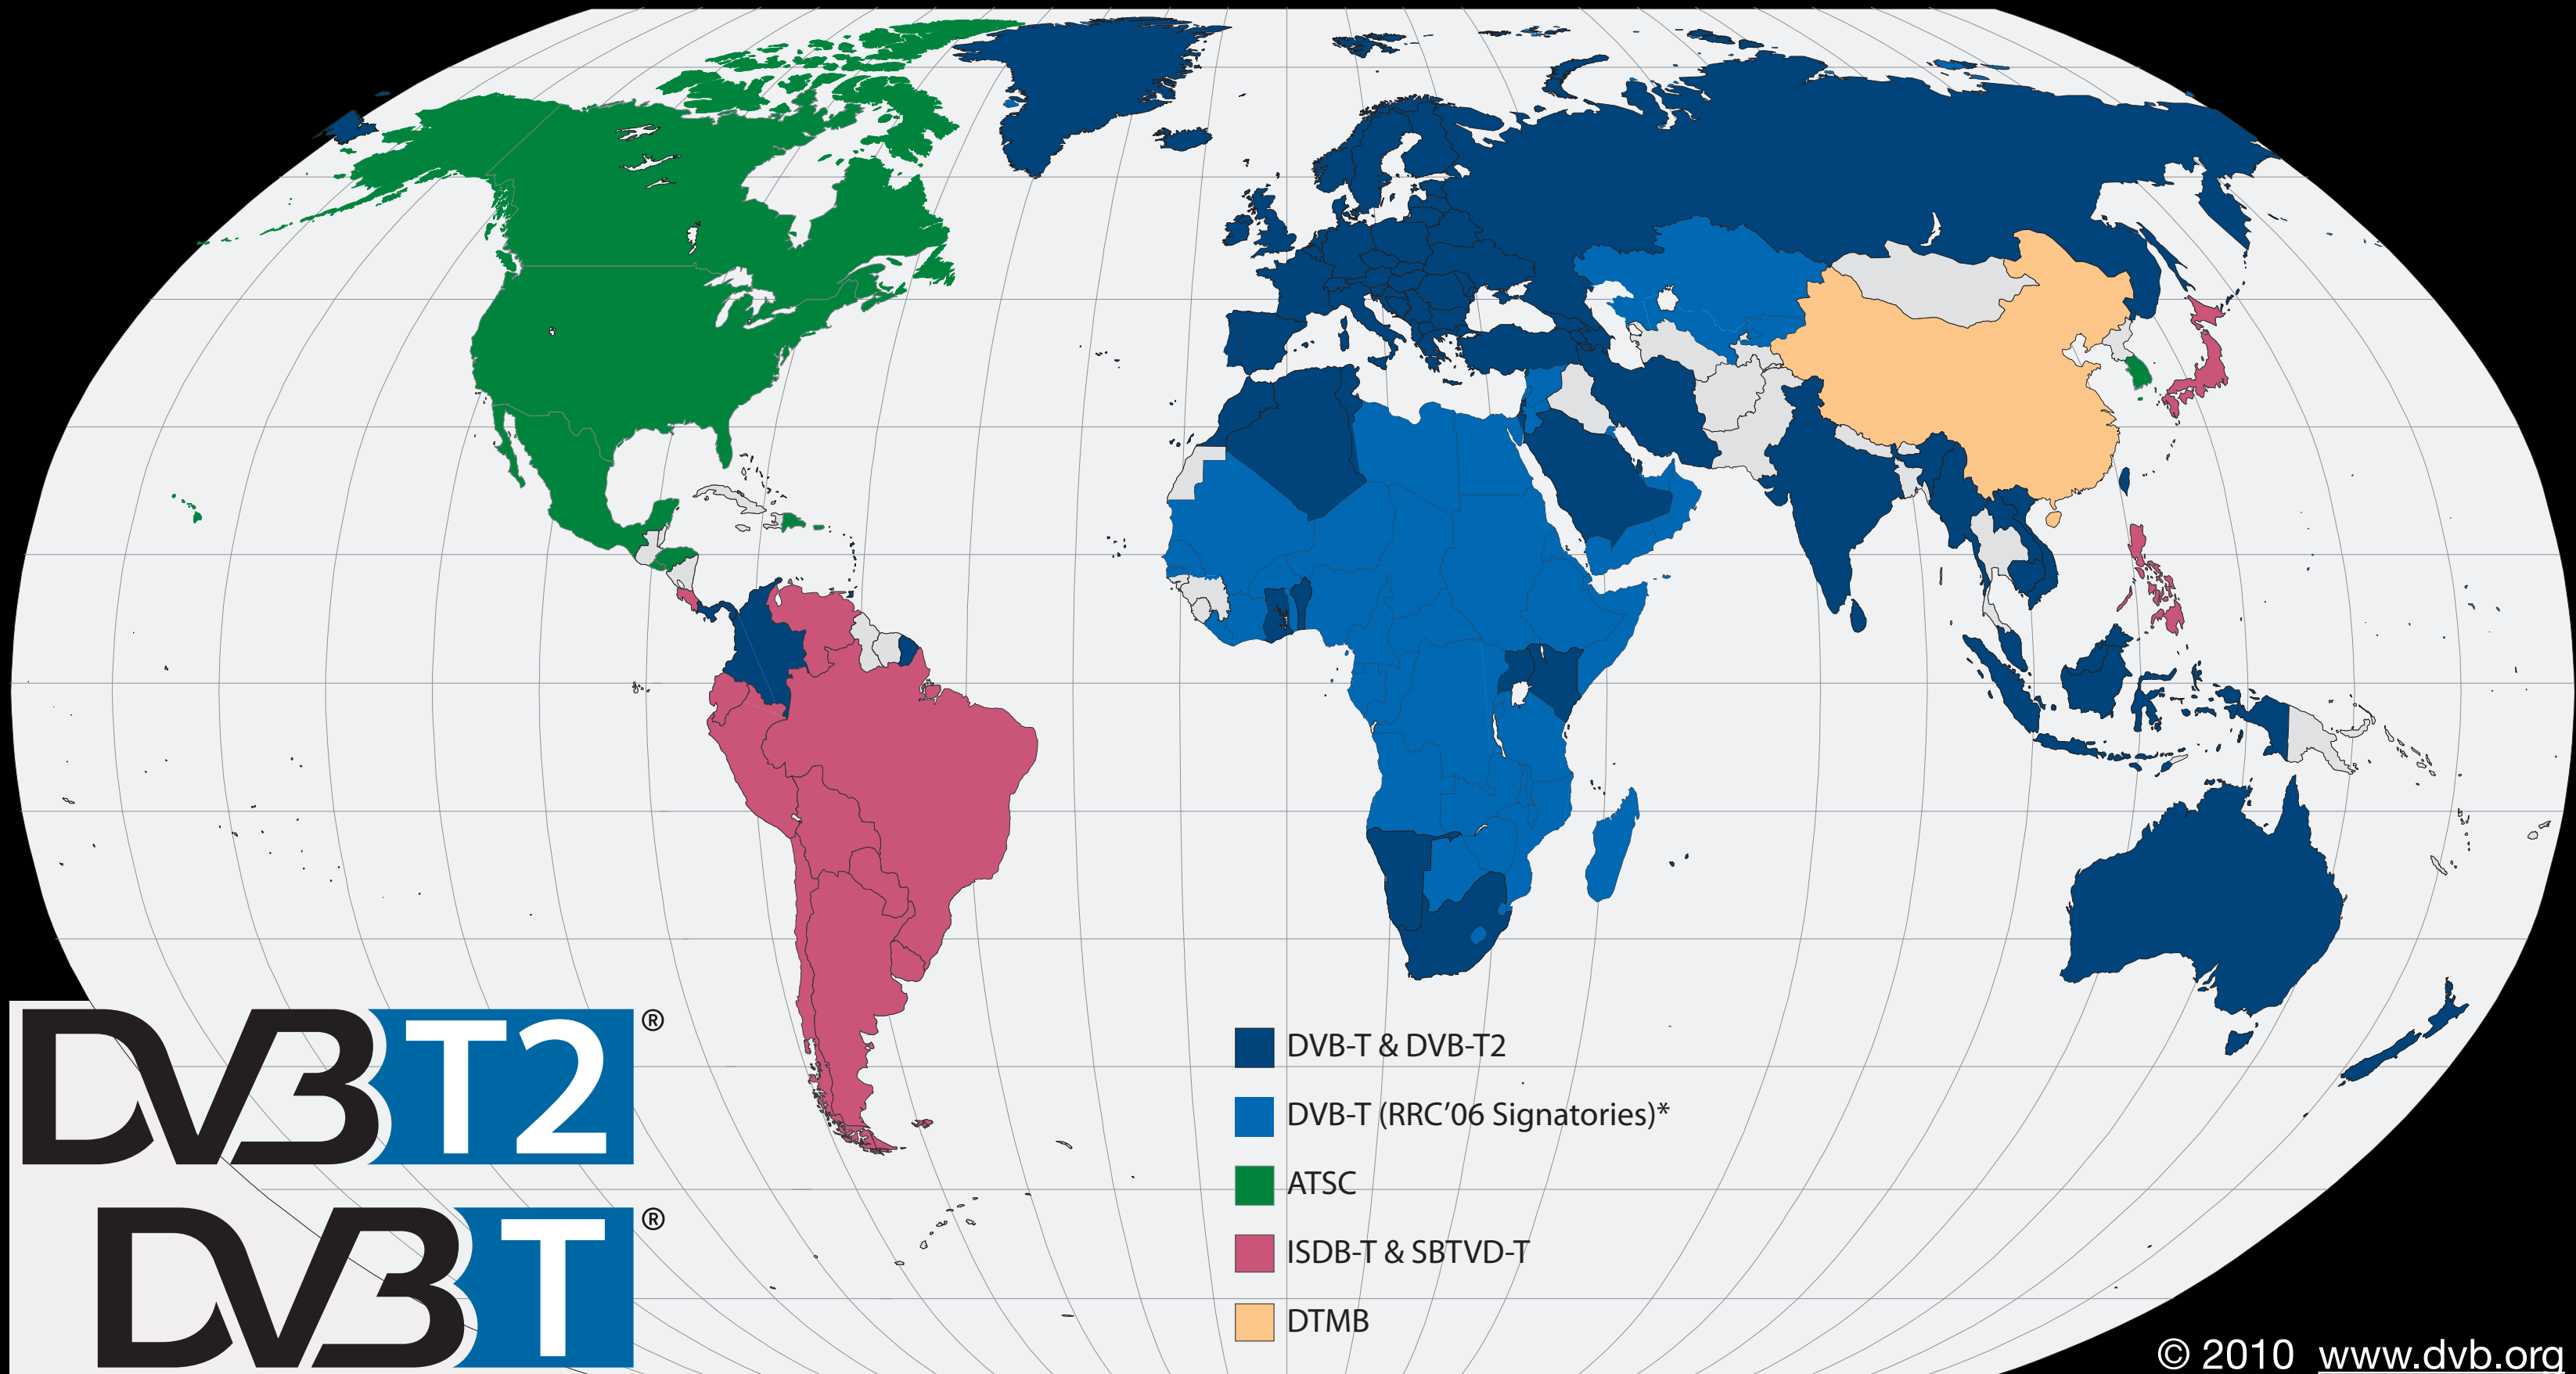 DVB-T & DVB-T2
DVB-T (RRC’06 Signatories)*
ATSC
ISDB-T & SBTVD-T
DTMB
DVB T2 ®
DVB T ®
© 2010 www.dvb.org